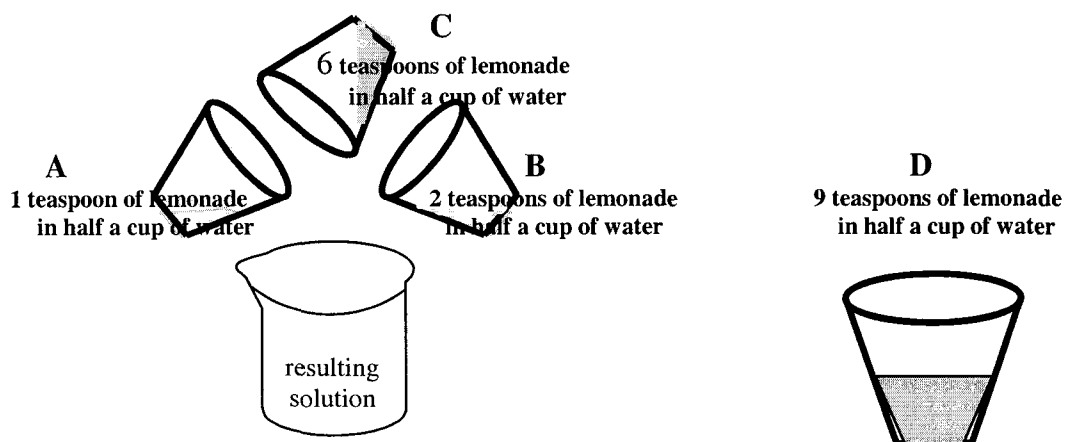 C
6 teaspoons of lemonade
in half a cup of water
A
1 teaspoon of lemonade
in half a cup of water
B
2 teaspoons of lemonade
in half a cup of water
D
9 teaspoons of lemonade
in half a cup of water
resulting
solution